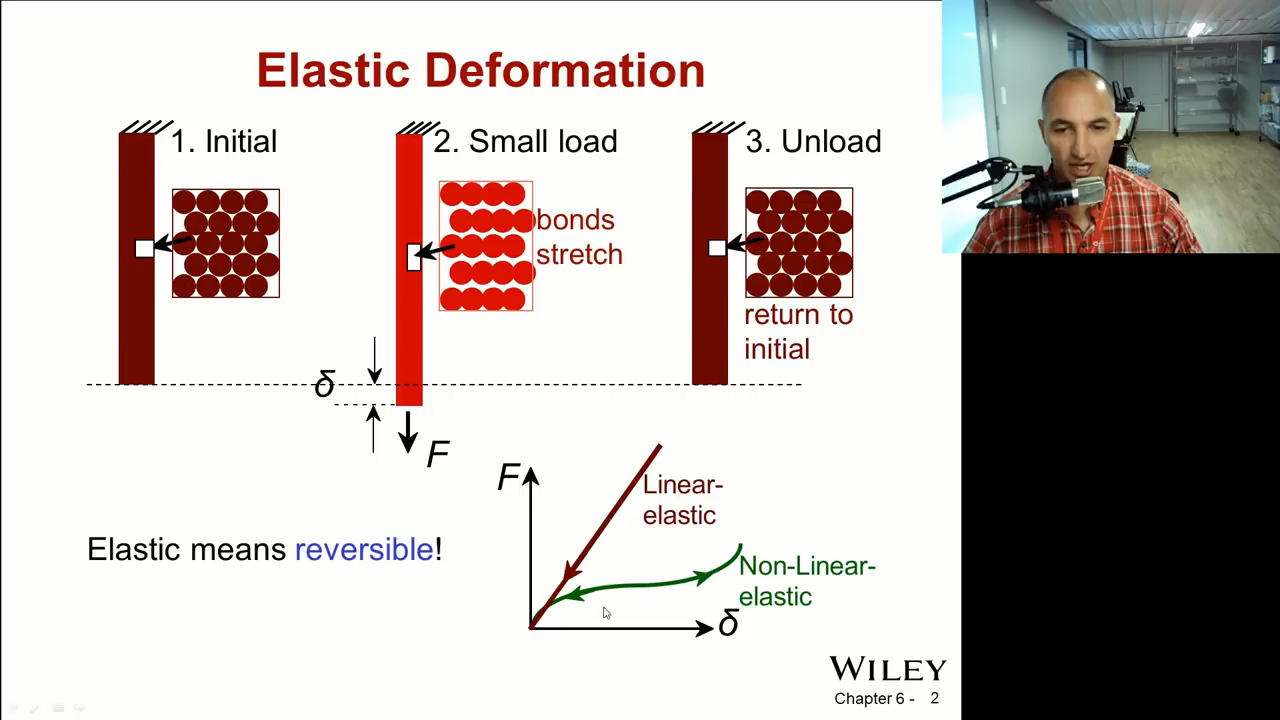 Elastic Deformation
1. Initial
2. Small load
3. Unload
bonds
stretch
return to
initial
δ
F
F
Linear-
elastic
Elastic means reversible!
Non-Linear-
elastic
δ
WILEY
Chapter 6 - 2